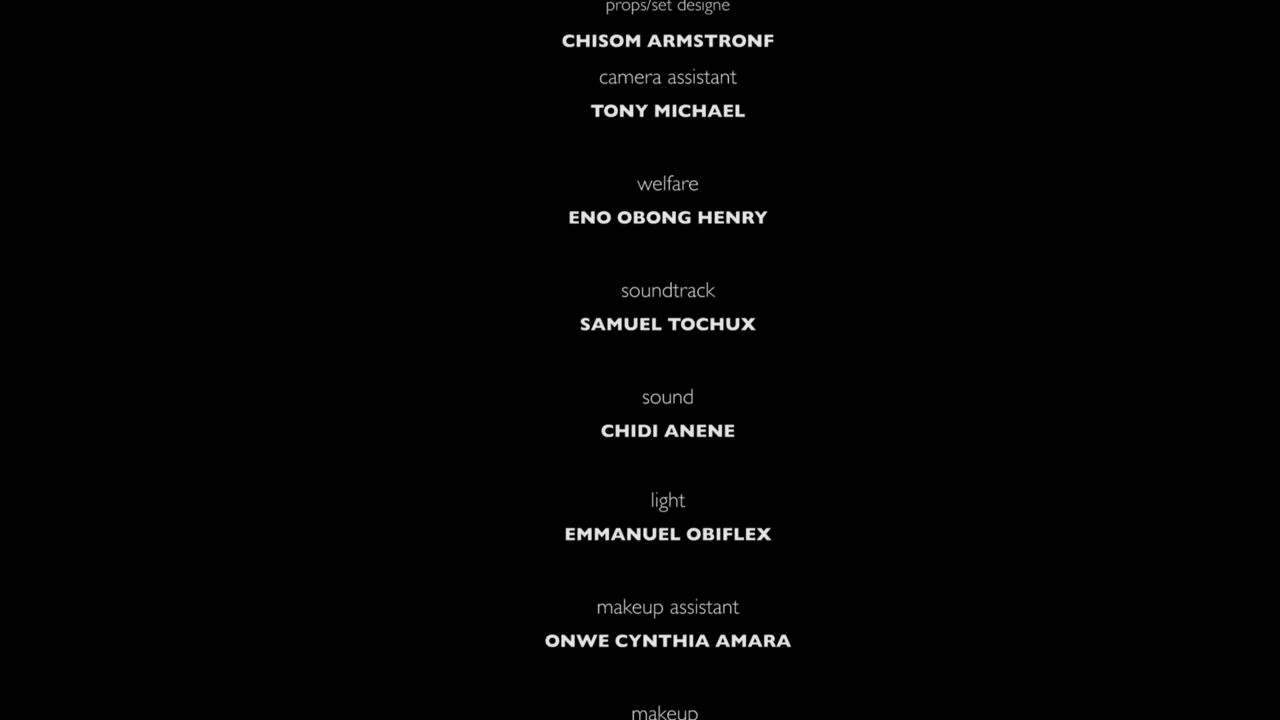 props/set designe
CHISOM ARMSTRONF
camera assistant
TONY MICHAEL
welfare
ENO OBONG HENRY
soundtrack
SAMUEL TOCHUX
sound
CHIDI ANENE
light
EMMANUEL OBIFLEX
makeup assistant
ONWE CYNTHIA AMARA
makeup